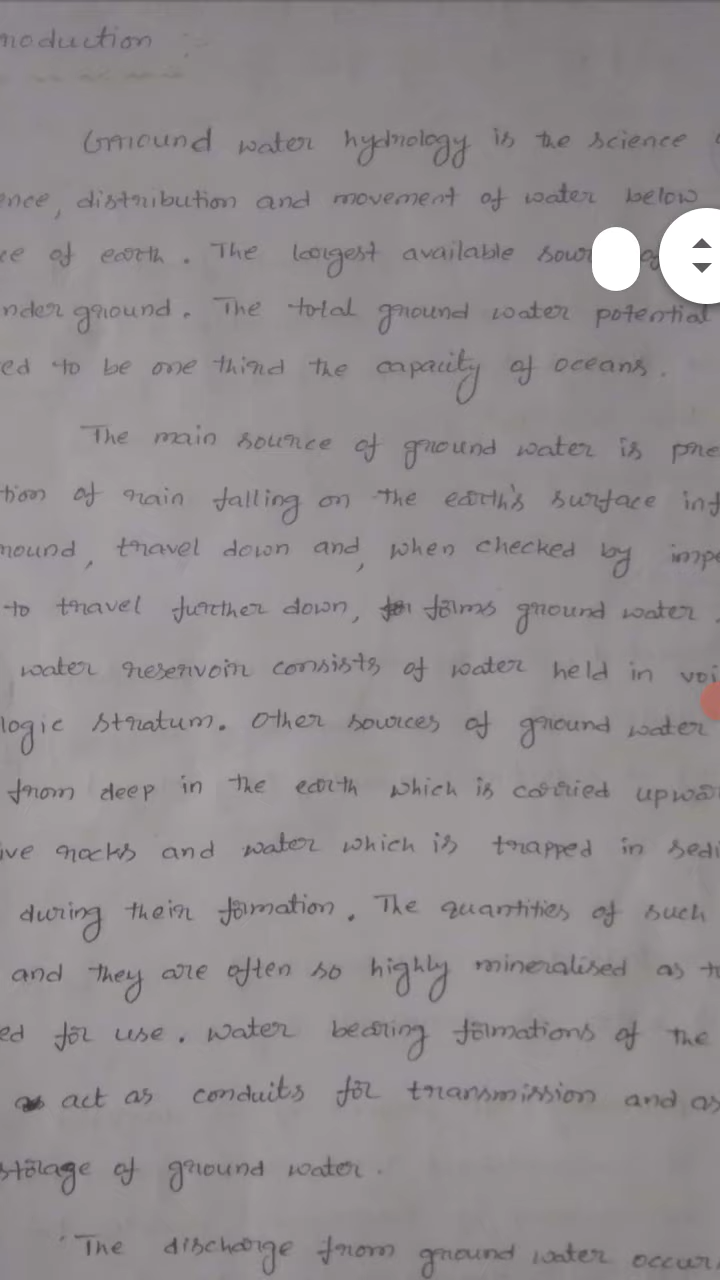 noduction
Ground water hydrology is the science
ence, distribution and movement of water below
ce of earth. The largest available sour of
nder ground. The total ground water potential
ed to be one third the capacity of oceans.
The main source of ground water is pre
tion of rain falling on the earth's surface inf
round, travel down and, when checked by impe
to travel further down, forms ground water.
water reservoir consists of water held in voi
logic stratum. Other sources of ground water
from deep in the earth which is carried upwar
ive rocks and water which is trapped in sedi
during their formation. The quantities of such
and they are often so highly mineralised as to
ed for use. Water bearing formations of the
act as conduits for transmission and as
storage of ground water.
The discharge from ground water occur